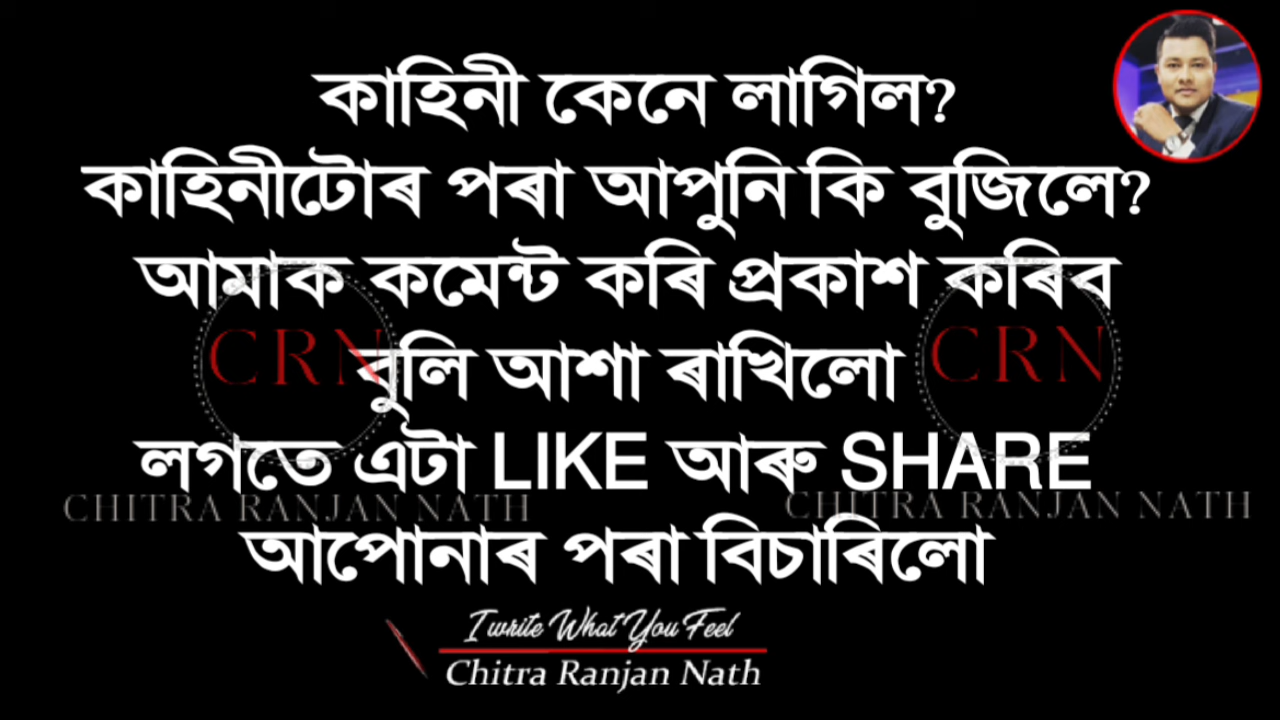 কাহিনী কেনে লাগিল?
কাহিনীটোৰ পৰা আপুনি কি বুজিলে?
আমাক কমেন্ট কৰি প্ৰকাশ কৰিব
বুলি আশা ৰাখিলো
লগতে এটা LIKE আৰু SHARE
আপোনাৰ পৰা বিচাৰিলো
CRN
CHITRA RANJAN NATH
CRN
CHITRA RANJAN NATH
I write What You Feel
Chitra Ranjan Nath